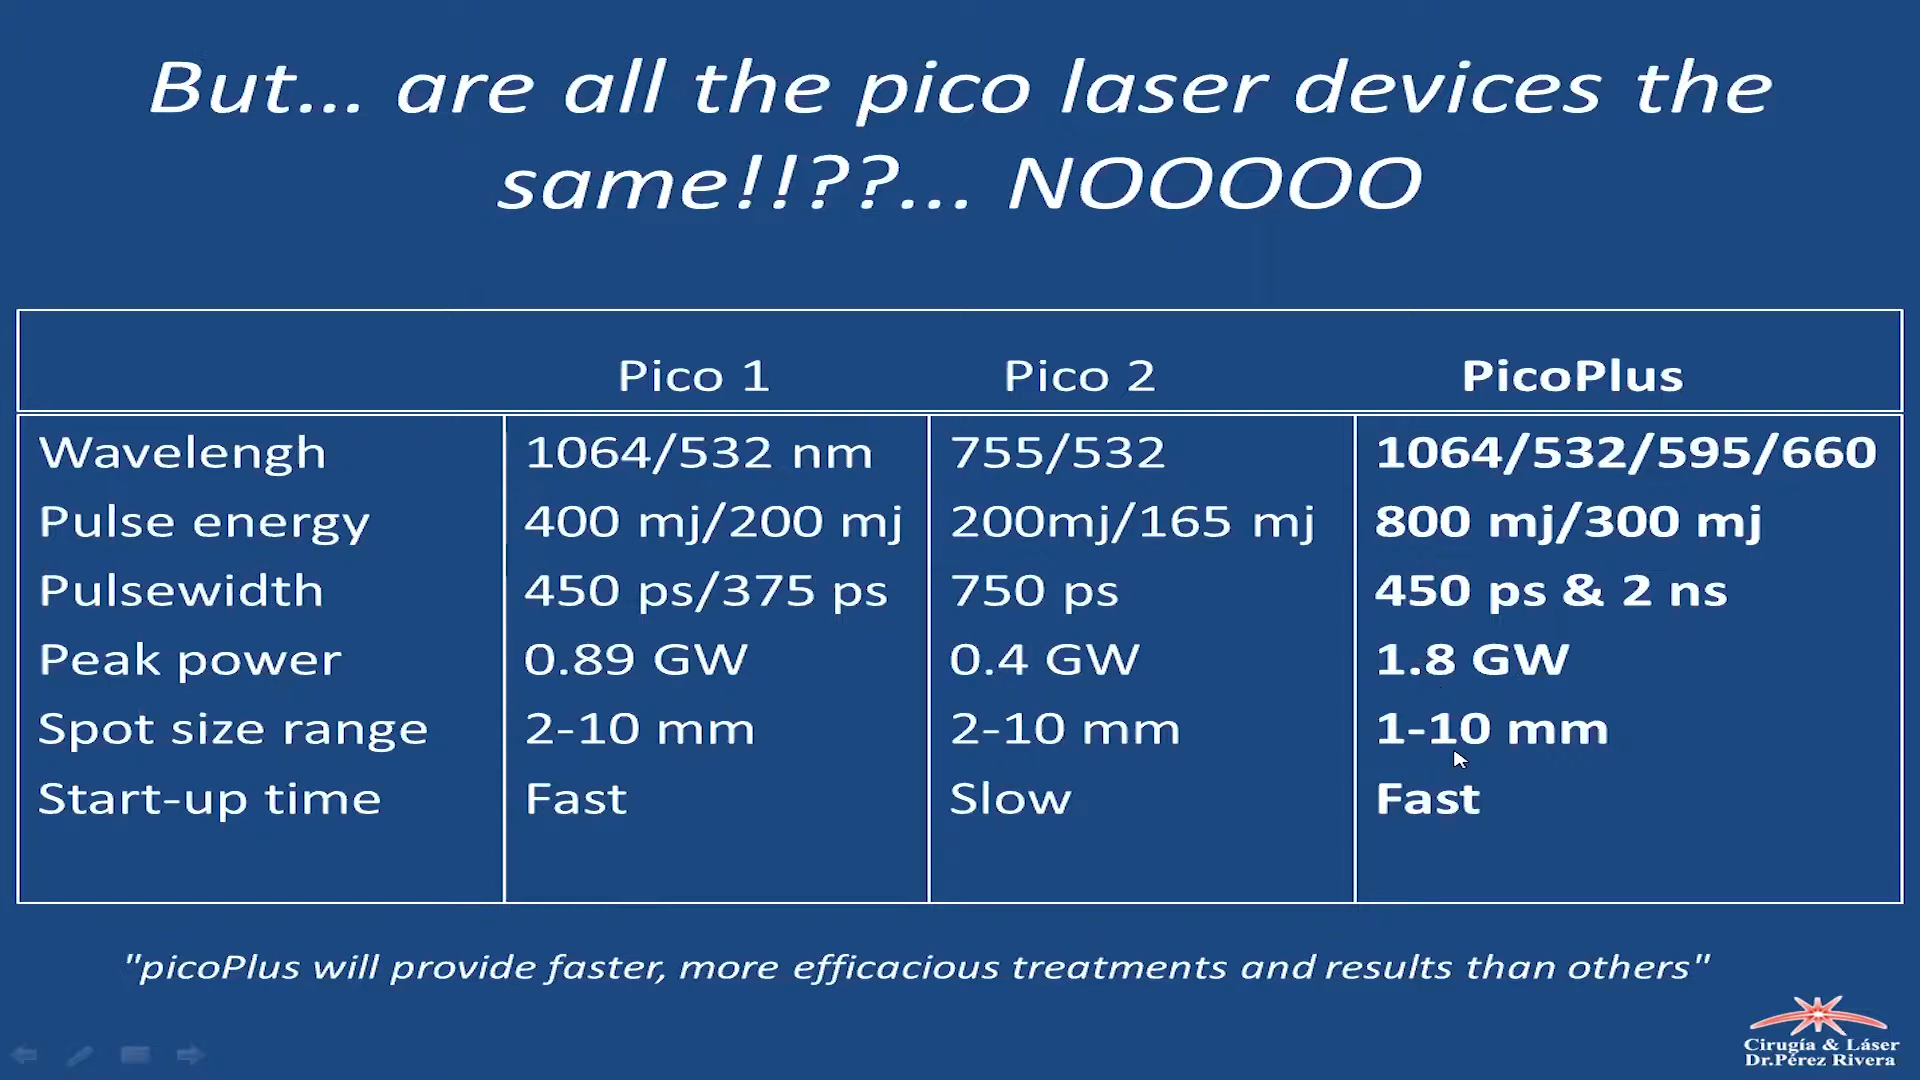 But... are all the pico laser devices the
same!!??... NOOOOO
Pico 1 Pico 2 PicoPlus
Wavelengh 1064/532 nm 755/532 1064/532/595/660
Pulse energy 400 mj/200 mj 200mj/165 mj 800 mj/300 mj
Pulsewidth 450 ps/375 ps 750 ps 450 ps & 2 ns
Peak power 0.89 GW 0.4 GW 1.8 GW
Spot size range 2-10 mm 2-10 mm 1-10 mm
Start-up time Fast Slow Fast
"picoPlus will provide faster, more efficacious treatments and results than others"
Cirugía & Láser
Dr.Pérez Rivera